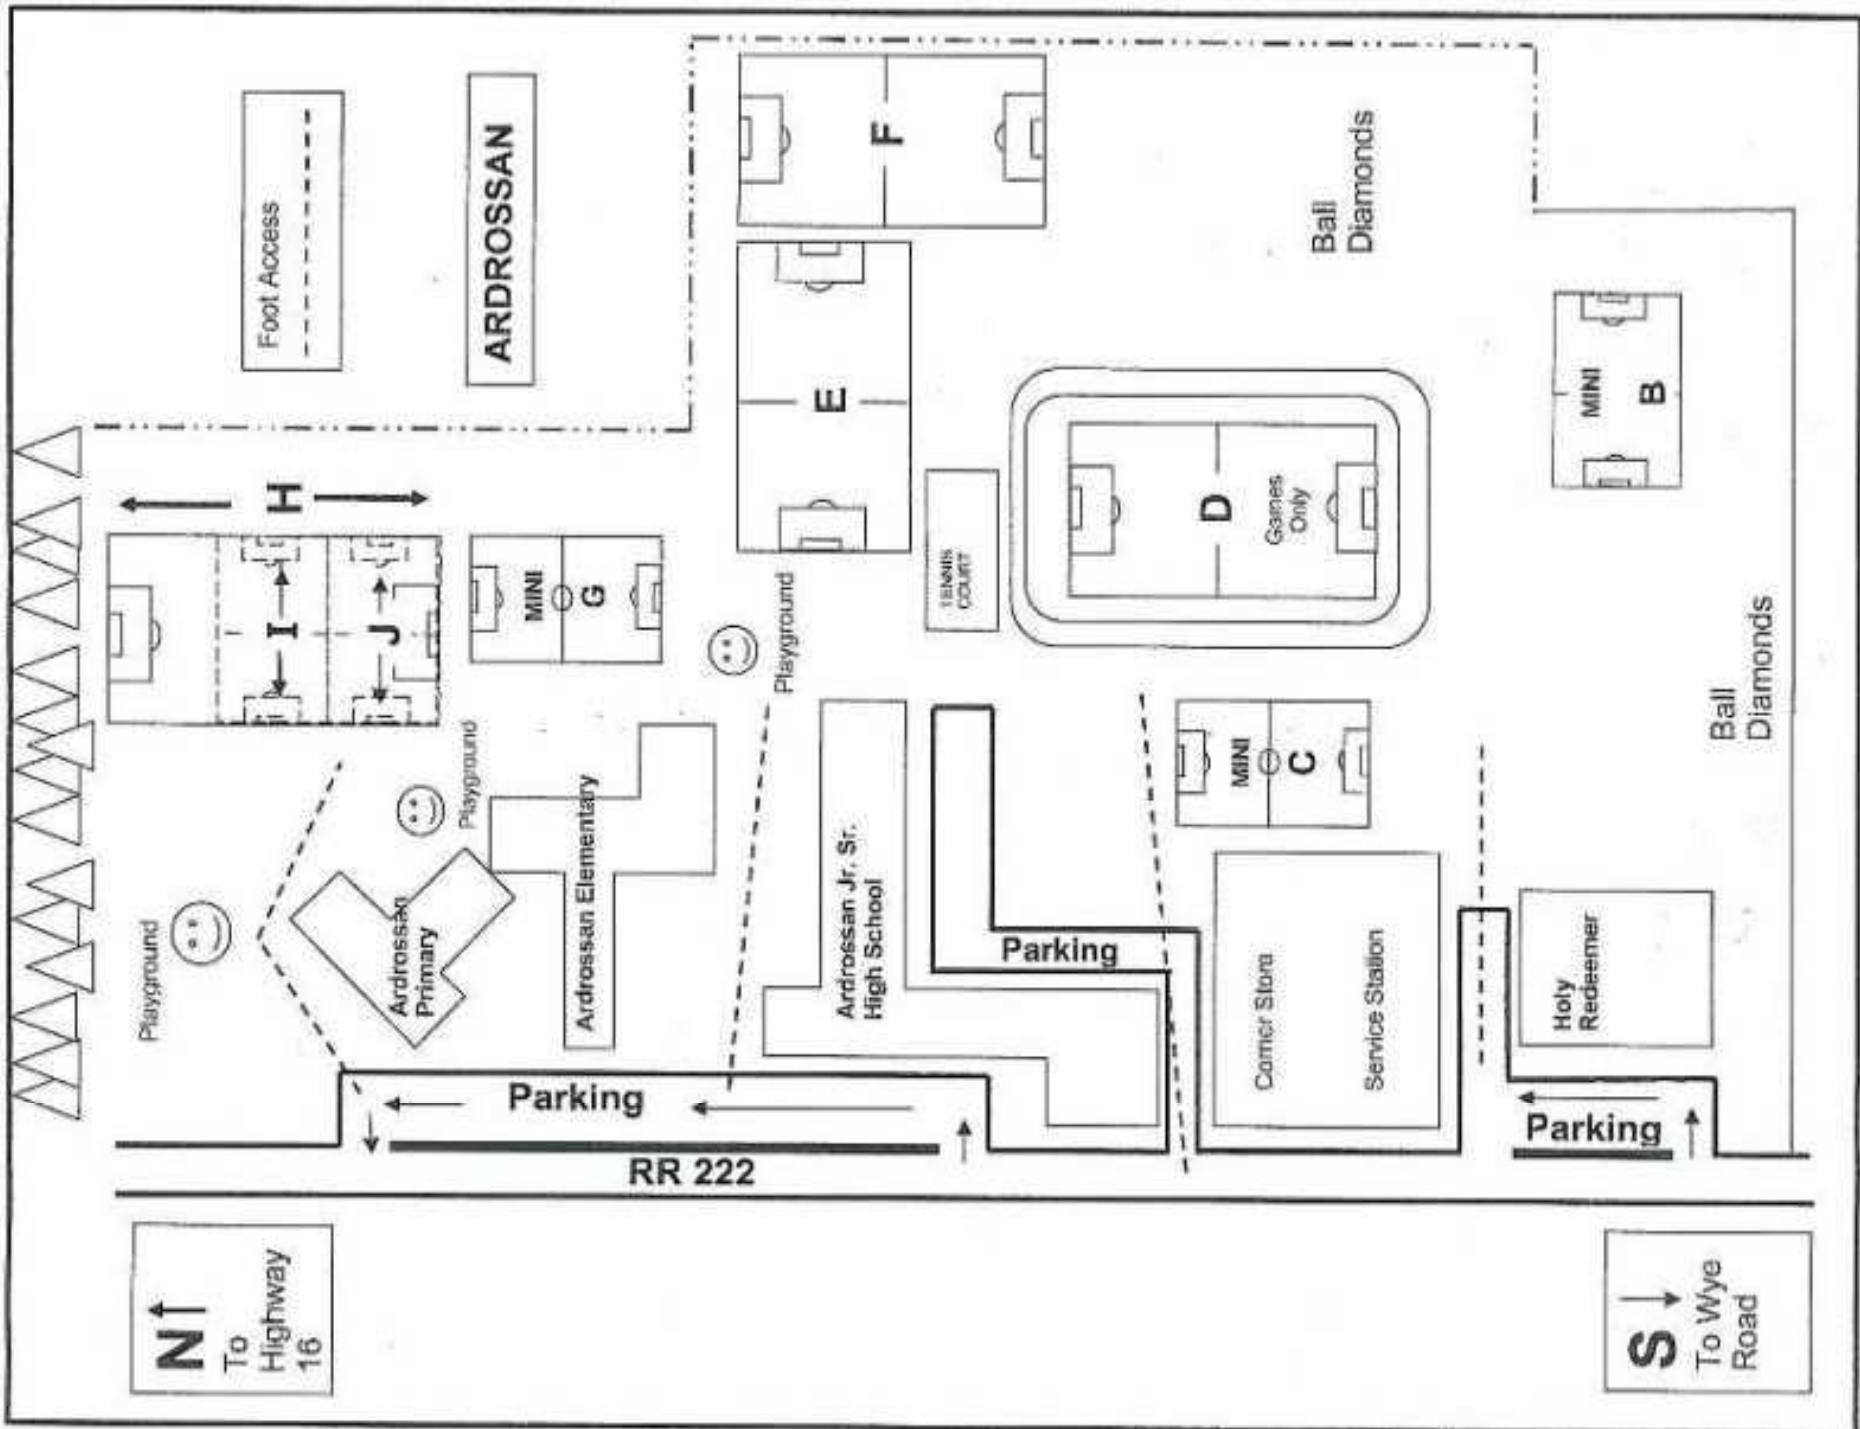 Foot Access
ARDROSSAN
F
Ball
Diamonds
E
MINI
B
H
I
J
MINI
G
Playground
TENNIS
COURT
D
Games
Only
Playground
MINI
C
Ball
Diamonds
Playground
Ardrossan
Primary
Ardrossan Elementary
Ardrossan Jr. Sr.
High School
Parking
Corner Store
Service Station
Holy
Redeemer
Parking
Parking
RR 222
N
To
Highway
16
S
To Wye
Road